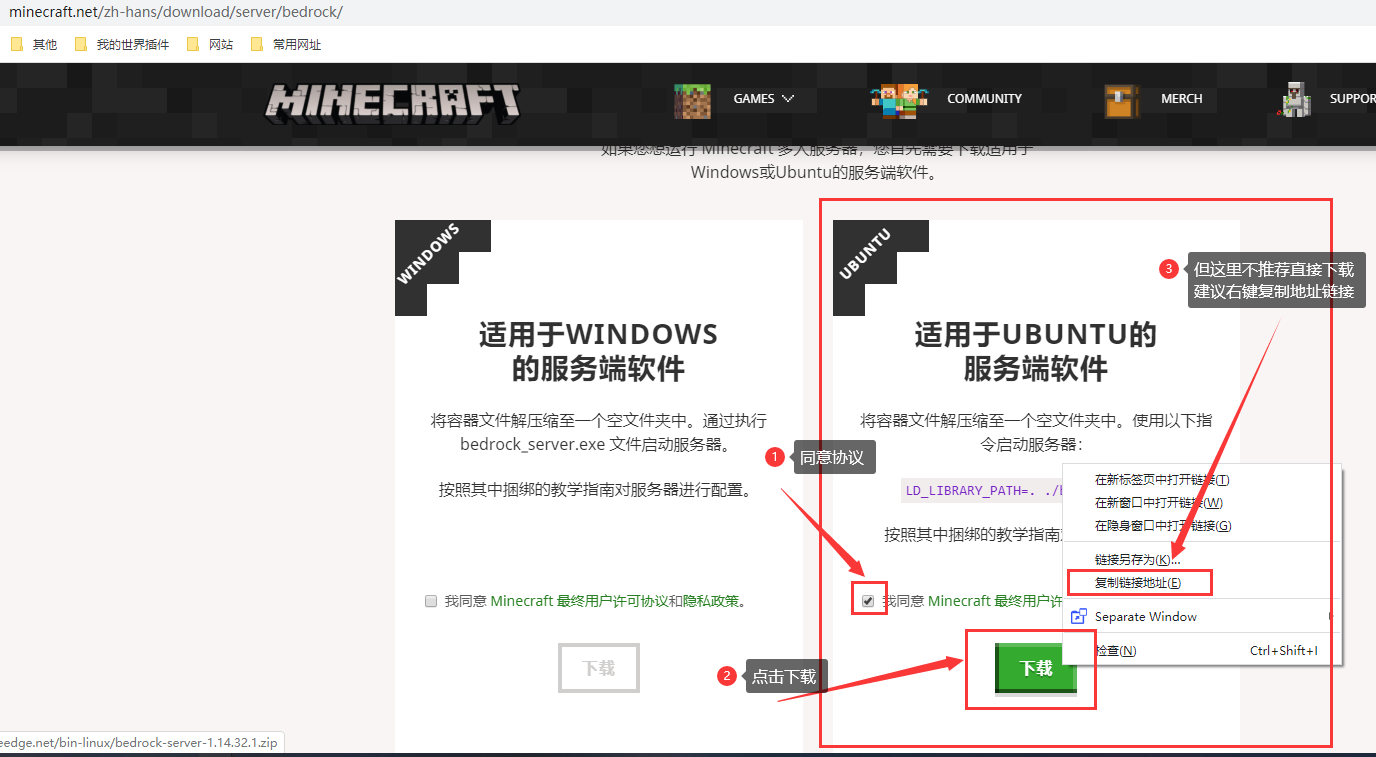 minecraft.net/zh-hans/download/server/bedrock/
其他
我的世界插件
网站
常用网址
MINECRAFT
GAMES
COMMUNITY
MERCH
SUPPOR
如果您想运行 Minecraft 多人服务器，您首先需要下载适用于
Windows或Ubuntu的服务端软件。
WINDOWS
适用于WINDOWS
的服务端软件
将容器文件解压缩至一个空文件夹中。通过执行
bedrock_server.exe 文件启动服务器。
按照其中捆绑的教学指南对服务器进行配置。
我同意 Minecraft 最终用户许可协议和隐私政策。
下载
UBUNTU
3
但这里不推荐直接下载
建议右键复制地址链接
适用于UBUNTU的
服务端软件
将容器文件解压缩至一个空文件夹中。使用以下指
令启动服务器：
1
同意协议
LD_LIBRARY_PATH=. ./b
按照其中捆绑的教学指南对
我同意 Minecraft 最终用户许
2
点击下载
下载
在新标签页中打开链接(T)
在新窗口中打开链接(W)
在隐身窗口中打开链接(G)
链接另存为(K)...
复制链接地址(E)
Separate Window
检查(N)
Ctrl+Shift+I
eedge.net/bin-linux/bedrock-server-1.14.32.1.zip